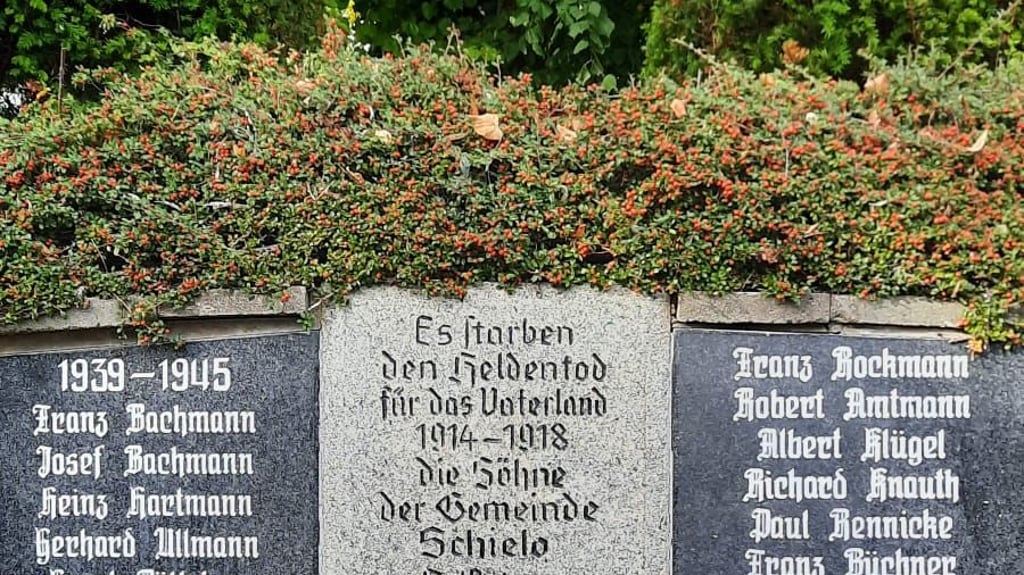 1939-1945
Franz Bachmann
Josef Bachmann
Heinz Hartmann
Gerhard Ullmann
Es starben
den Heldentod
für das Vaterland
1914-1918
die Söhne
der Gemeinde
Schielo
Franz Rockmann
Robert Amtmann
Albert Klügel
Richard Knauth
Paul Rennicke
Franz Büchner